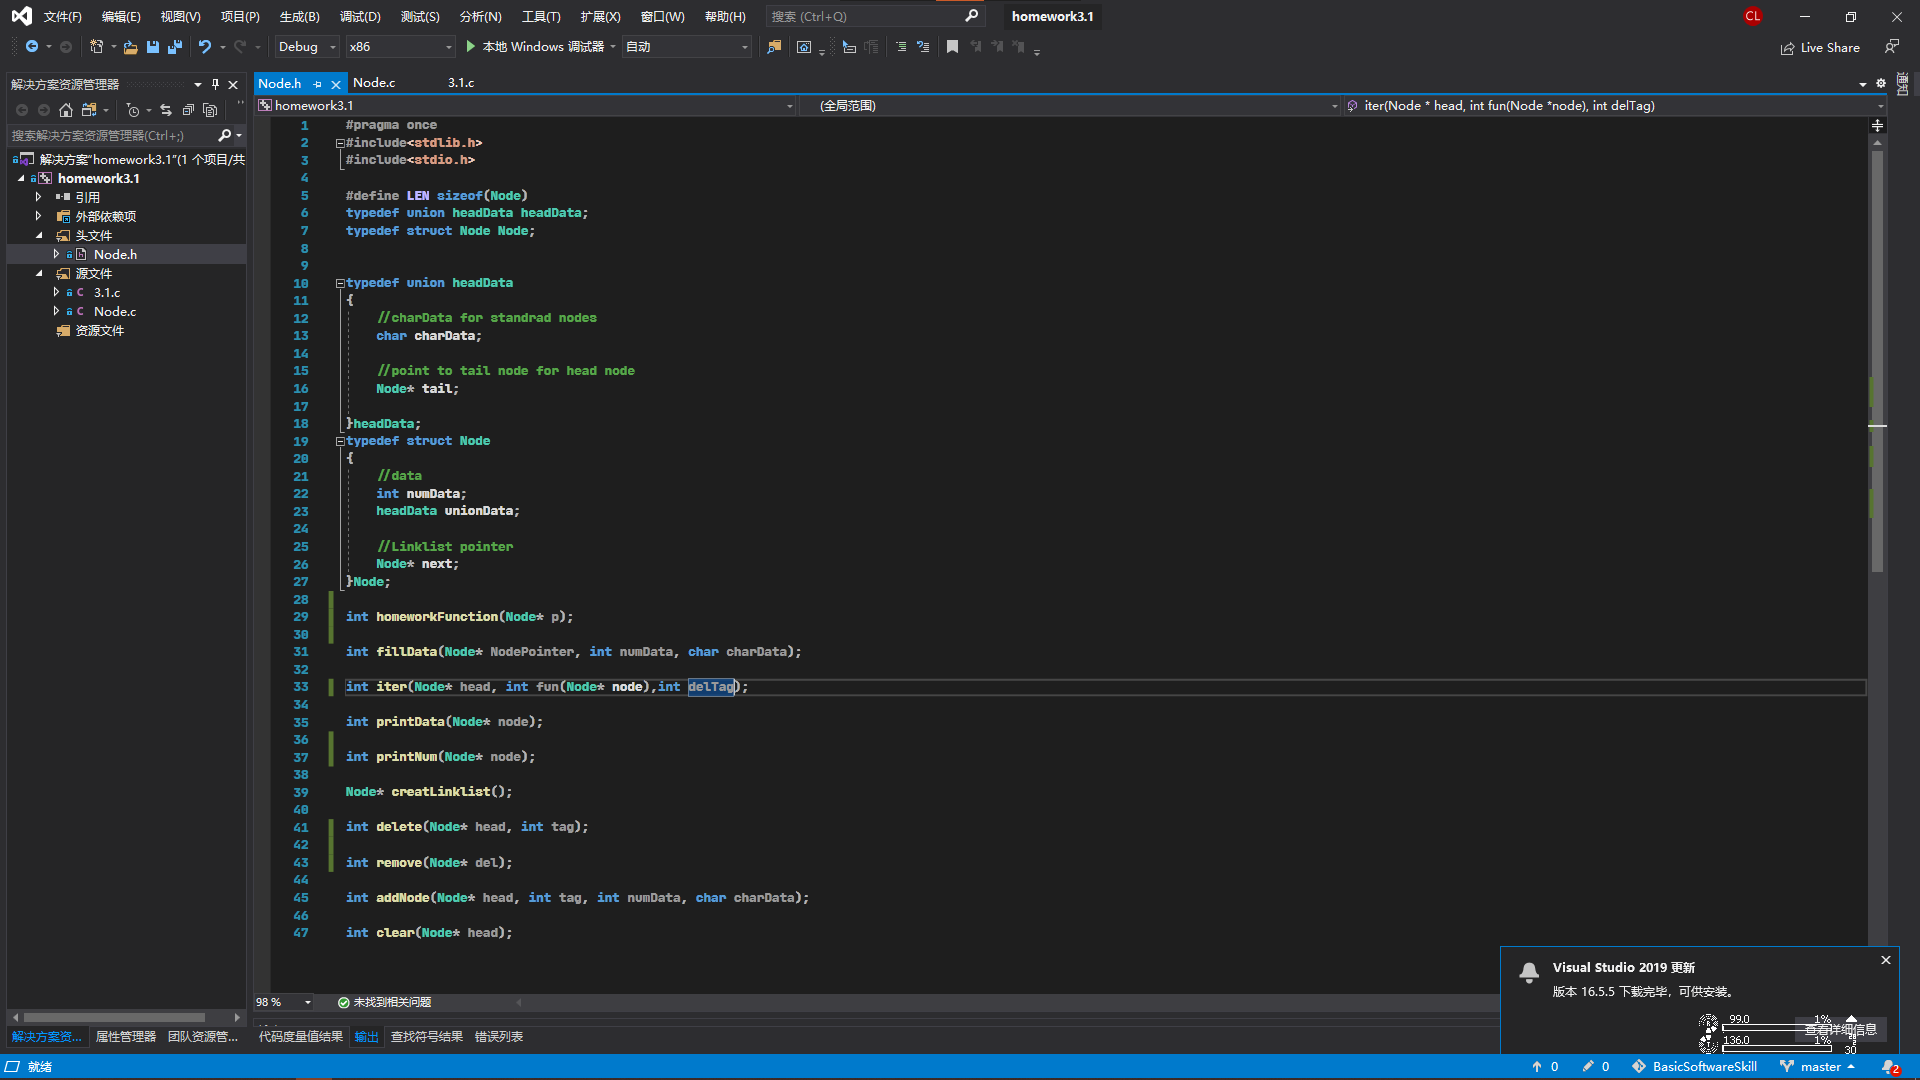 文件(F) 编辑(E) 视图(V) 项目(P) 生成(B) 调试(D) 测试(S) 分析(N) 工具(T) 扩展(X) 窗口(W) 帮助(H) 搜索 (Ctrl+Q) homework3.1 CL
Debug x86 本地 Windows 调试器 自动 Live Share
解决方案资源管理器
搜索解决方案资源管理器(Ctrl+;)
解决方案"homework3.1"(1 个项目/共
homework3.1
引用
外部依赖项
头文件
Node.h
源文件
3.1.c
Node.c
资源文件
Node.h Node.c 3.1.c
homework3.1 (全局范围) iter(Node * head, int fun(Node *node), int delTag)
1 #pragma once
2 #include<stdlib.h>
3 #include<stdio.h>
4
5 #define LEN sizeof(Node)
6 typedef union headData headData;
7 typedef struct Node Node;
8
9
10 typedef union headData
11 {
12 //charData for standrad nodes
13 char charData;
14
15 //point to tail node for head node
16 Node* tail;
17
18 }headData;
19 typedef struct Node
20 {
21 //data
22 int numData;
23 headData unionData;
24
25 //Linklist pointer
26 Node* next;
27 }Node;
28
29 int homeworkFunction(Node* p);
30
31 int fillData(Node* NodePointer, int numData, char charData);
32
33 int iter(Node* head, int fun(Node* node),int delTag);
34
35 int printData(Node* node);
36
37 int printNum(Node* node);
38
39 Node* creatLinklist();
40
41 int delete(Node* head, int tag);
42
43 int remove(Node* del);
44
45 int addNode(Node* head, int tag, int numData, char charData);
46
47 int clear(Node* head);
98 % 未找到相关问题
解决方案资... 属性管理器 团队资源管... 代码度量值结果 输出 查找符号结果 错误列表
Visual Studio 2019 更新
版本 16.5.5 下载完毕，可供安装。
查看详细信息
99.0 1%
136.0 1% 30
就绪 0 0 BasicSoftwareSkill master 2